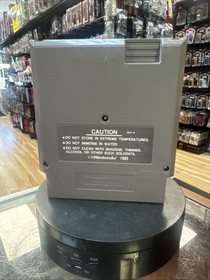 CAUTION
●DO NOT STORE IN EXTREME TEMPERATURES.
●DO NOT IMMERSE IN WATER.
●DO NOT CLEAN WITH BENZENE, THINNER,
ALCOHOL OR OTHER SUCH SOLVENTS.
©Nintendo 1985